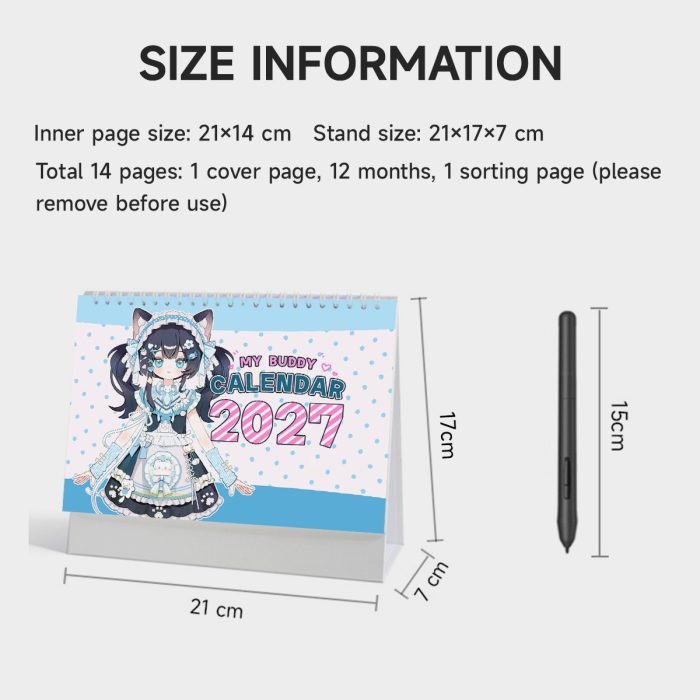 SIZE INFORMATION
Inner page size: 21×14 cm Stand size: 21×17×7 cm
Total 14 pages: 1 cover page, 12 months, 1 sorting page (please
remove before use)
MY BUDDY
CALENDAR
2027
17cm
15cm
7 cm
21 cm